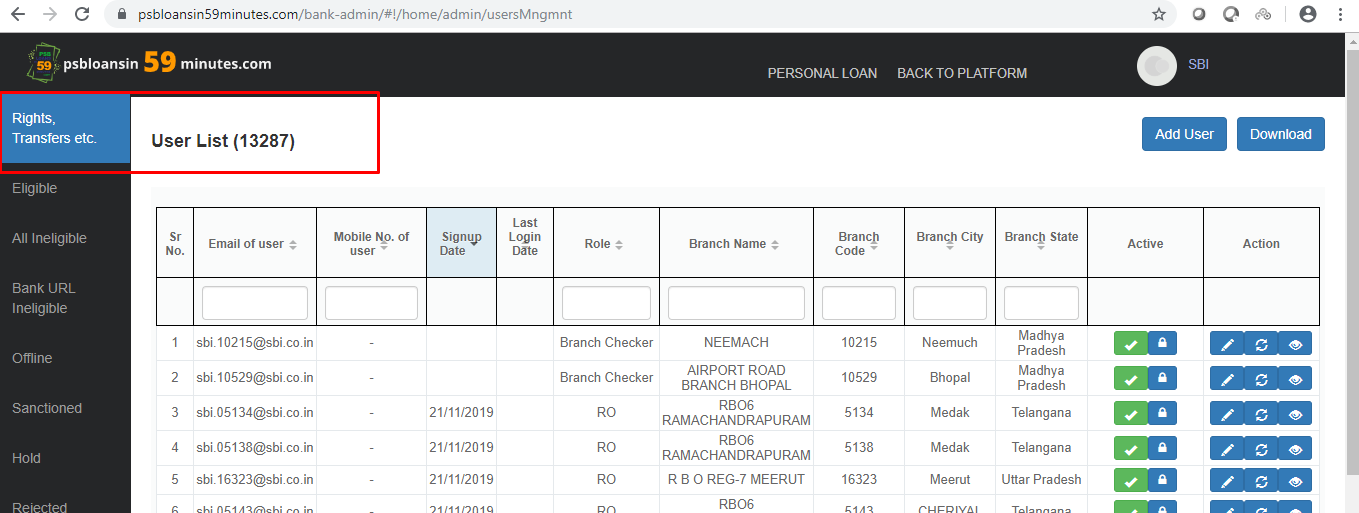 psbloansin59minutes.com/bank-admin/#!/home/admin/usersMngmnt
PSB
59
psbloansin 59 minutes.com
PERSONAL LOAN BACK TO PLATFORM
SBI
Rights,
Transfers etc.
User List (13287)
Add User
Download
Eligible
All Ineligible
Bank URL
Ineligible
Offline
Sanctioned
Hold
Rejected
Sr
No.
Email of user
Mobile No. of
user
Signup
Date
Last
Login
Date
Role
Branch Name
Branch
Code
Branch City
Branch State
Active
Action
1 sbi.10215@sbi.co.in - Branch Checker NEEMACH 10215 Neemuch Madhya
Pradesh
2 sbi.10529@sbi.co.in - Branch Checker AIRPORT ROAD
BRANCH BHOPAL 10529 Bhopal Madhya
Pradesh
3 sbi.05134@sbi.co.in - 21/11/2019 RO RBO6
RAMACHANDRAPURAM 5134 Medak Telangana
4 sbi.05138@sbi.co.in - 21/11/2019 RO RBO6
RAMACHANDRAPURAM 5138 Medak Telangana
5 sbi.16323@sbi.co.in - 21/11/2019 RO R B O REG-7 MEERUT 16323 Meerut Uttar Pradesh
6 sbi.05143@sbi.co.in - 21/11/2019 RO RBO6
5143 CHERIYAL Telangana